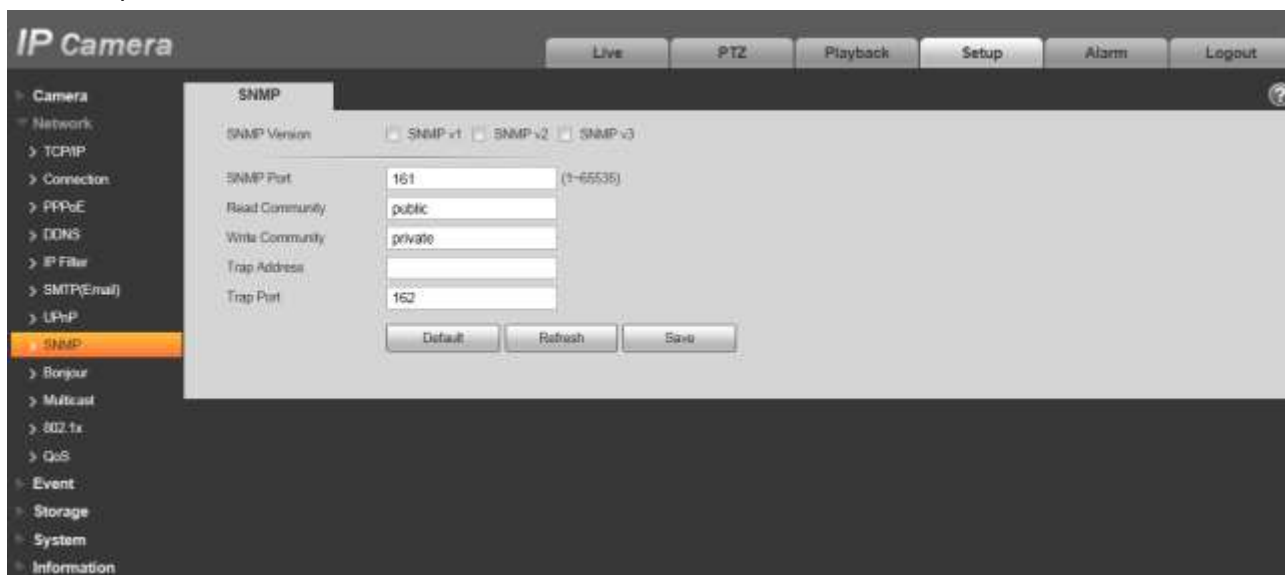 IP Camera
Live PTZ Playback Setup Alarm Logout
Camera
Network
TCP/IP
Connection
PPPoE
DDNS
IP Filter
SMTP(Email)
UPnP
SNMP
Bonjour
Multicast
802.1x
QoS
Event
Storage
System
Information
SNMP
?
SNMP Version SNMP v1 SNMP v2 SNMP v3
SNMP Port 161 (1~65535)
Read Community public
Write Community private
Trap Address
Trap Port 162
Default Refresh Save